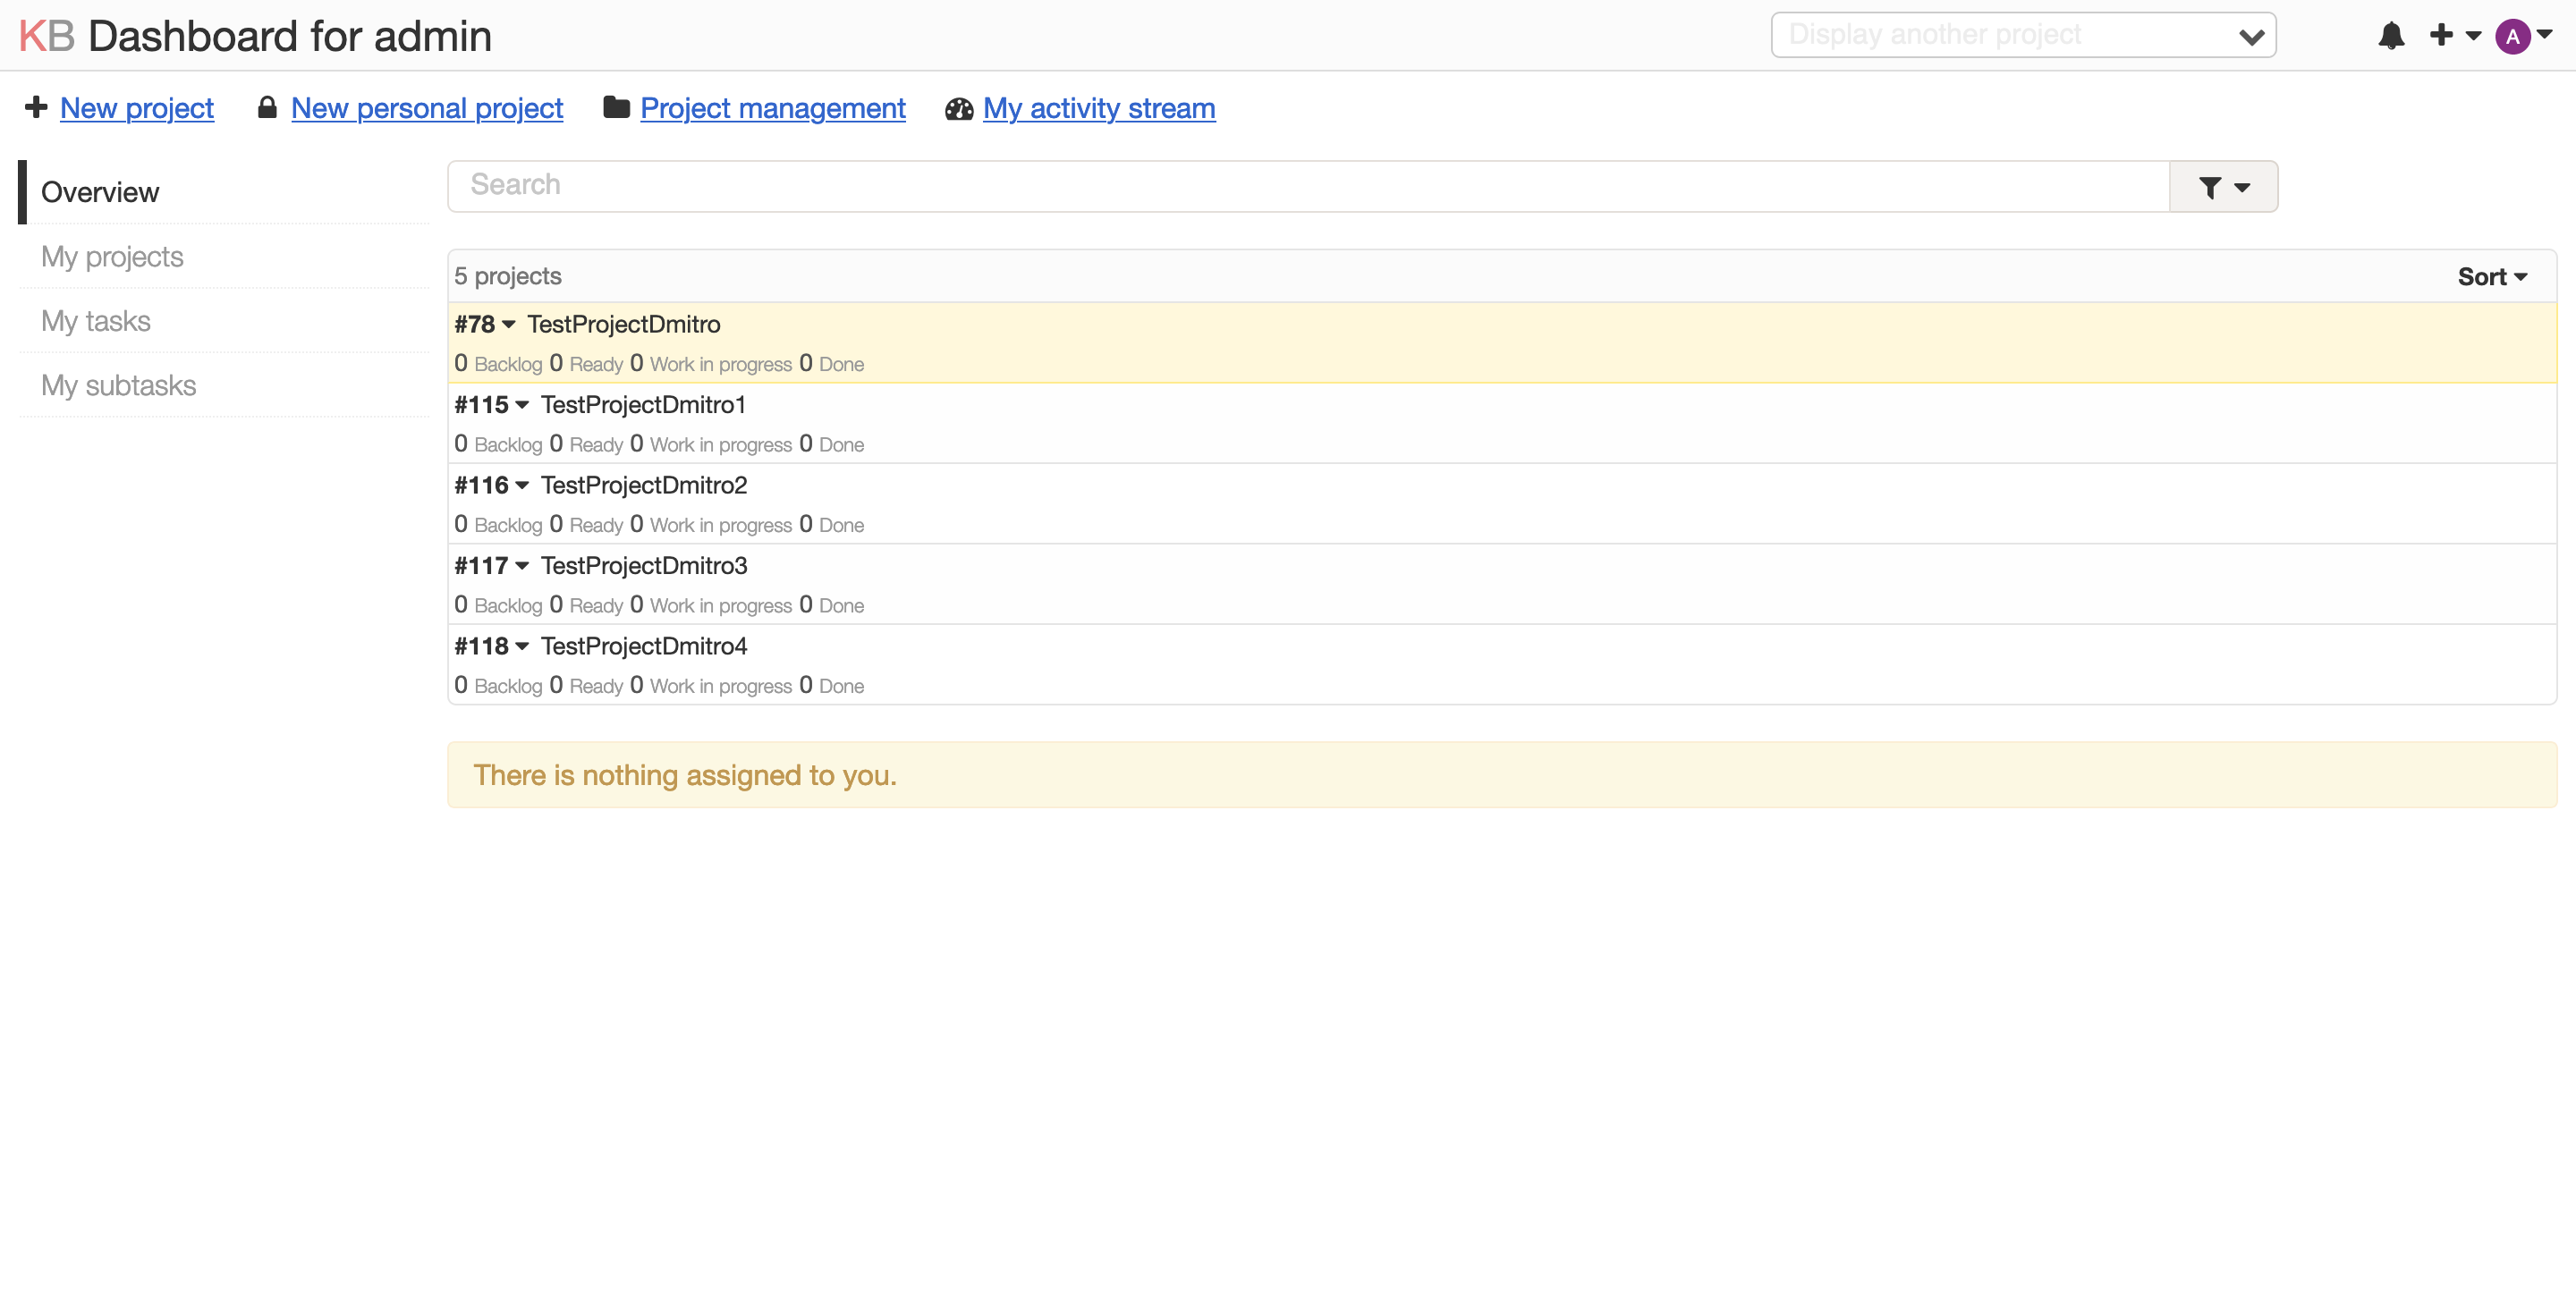 KB Dashboard for admin
Display another project
A
New project New personal project Project management My activity stream
Overview
My projects
My tasks
My subtasks
Search
5 projects
Sort
#78 TestProjectDmitro
0 Backlog 0 Ready 0 Work in progress 0 Done
#115 TestProjectDmitro1
0 Backlog 0 Ready 0 Work in progress 0 Done
#116 TestProjectDmitro2
0 Backlog 0 Ready 0 Work in progress 0 Done
#117 TestProjectDmitro3
0 Backlog 0 Ready 0 Work in progress 0 Done
#118 TestProjectDmitro4
0 Backlog 0 Ready 0 Work in progress 0 Done
There is nothing assigned to you.